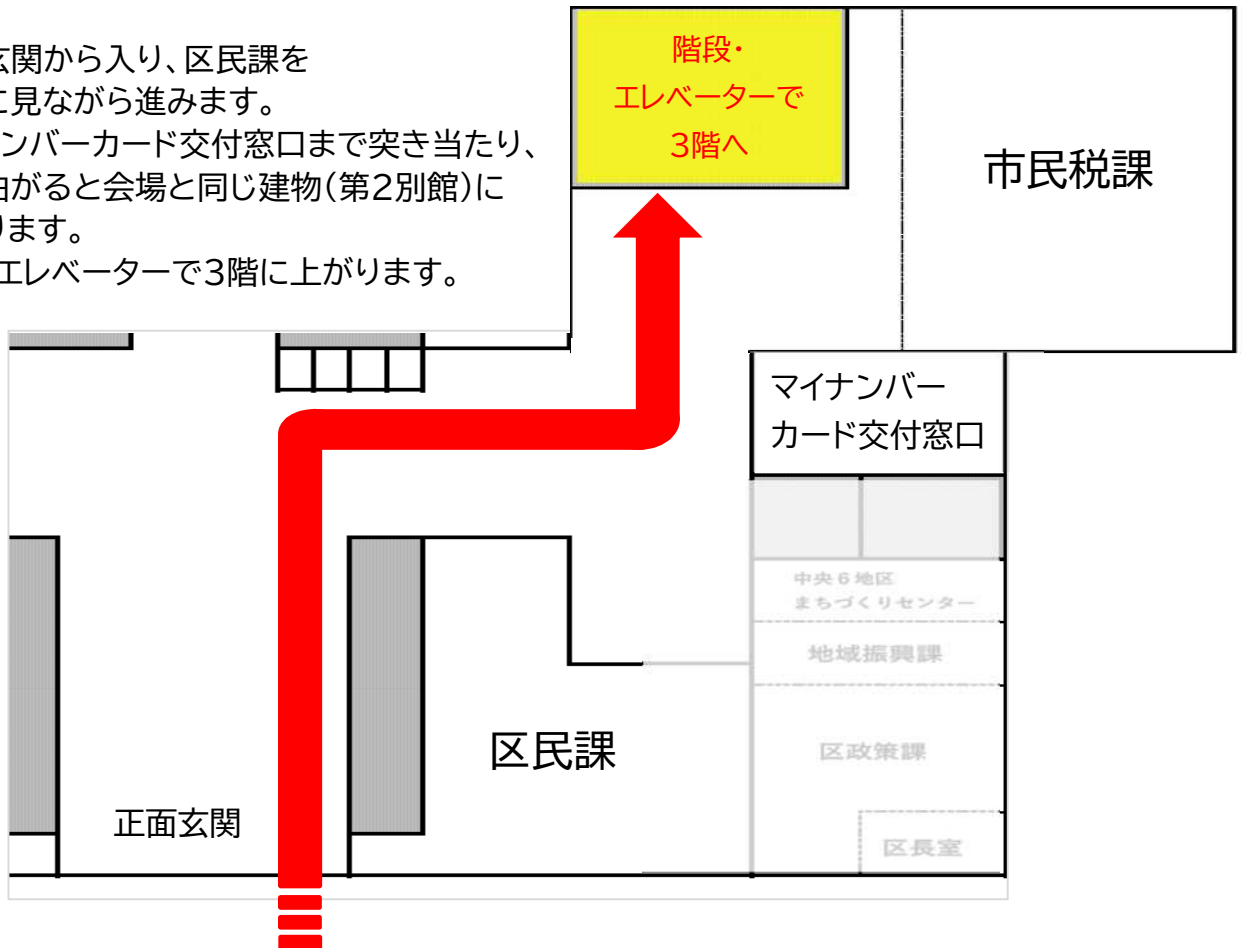 玄関から入り、区民課を
に見ながら進みます。
ンバーカード交付窓口まで突き当たり、
曲がると会場と同じ建物(第2別館)に
ります。
エレベーターで3階に上がります。
階段・
エレベーターで
3階へ
市民税課
マイナンバー
カード交付窓口
中央6地区
まちづくりセンター
地域振興課
区民課
区政策課
正面玄関
区長室